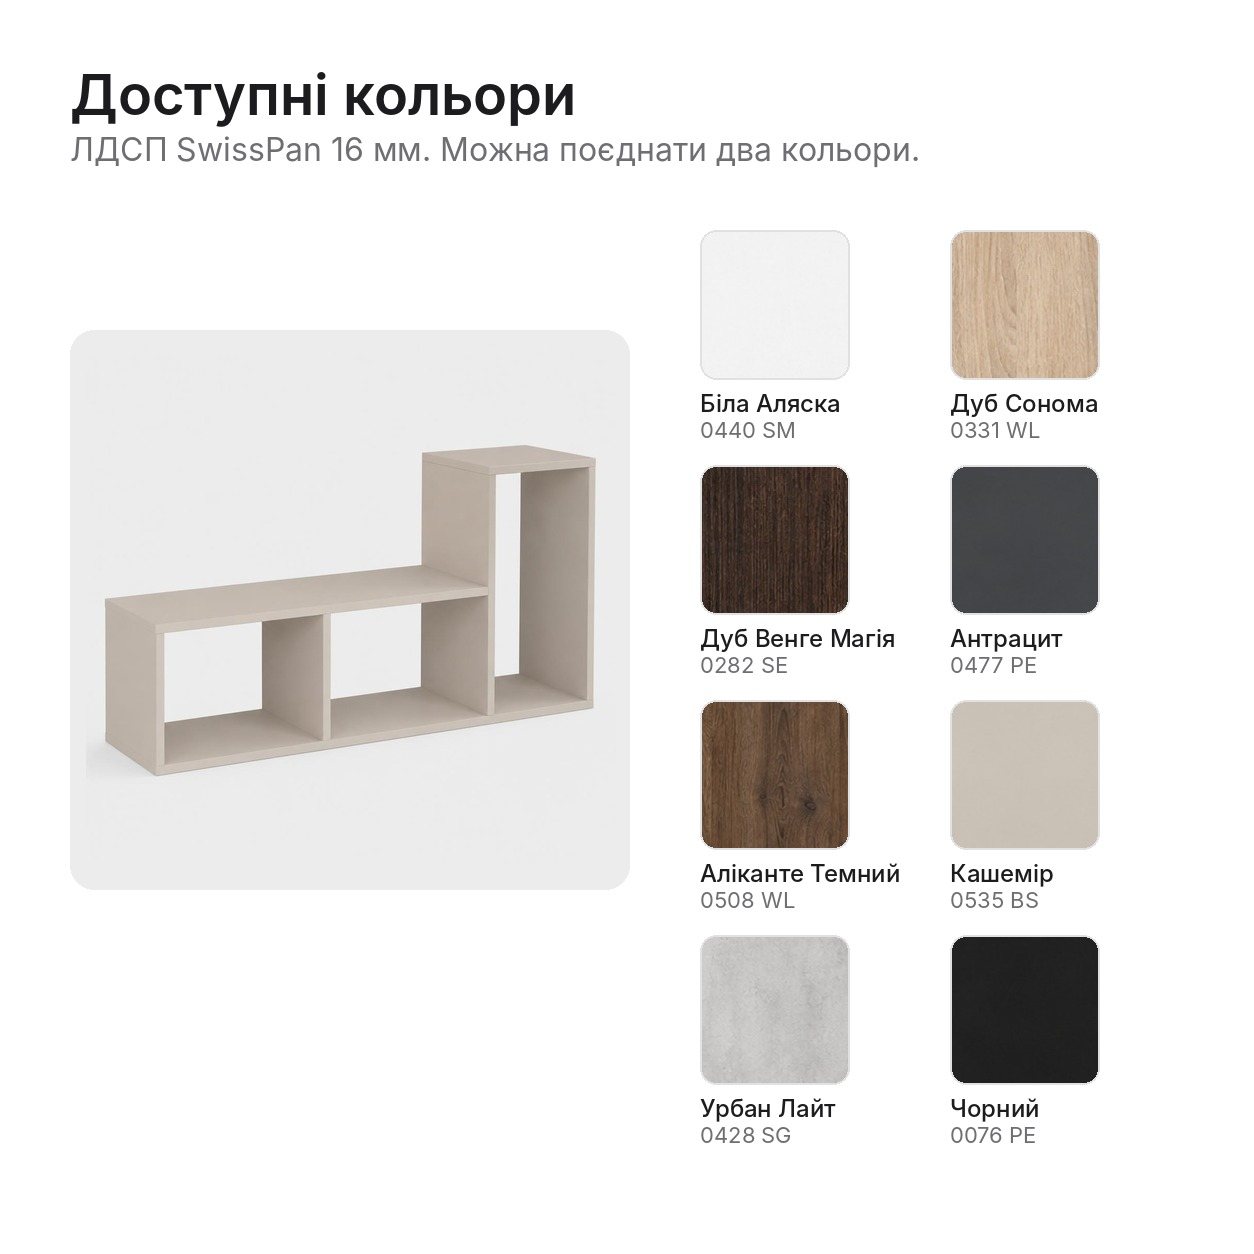 Доступні кольори
ЛДСП SwissPan 16 мм. Можна поєднати два кольори.
Біла Аляска
0440 SM
Дуб Сонома
0331 WL
Дуб Венге Магія
0282 SE
Антрацит
0477 PE
Аліканте Темний
0508 WL
Кашемір
0535 BS
Урбан Лайт
0428 SG
Чорний
0076 PE